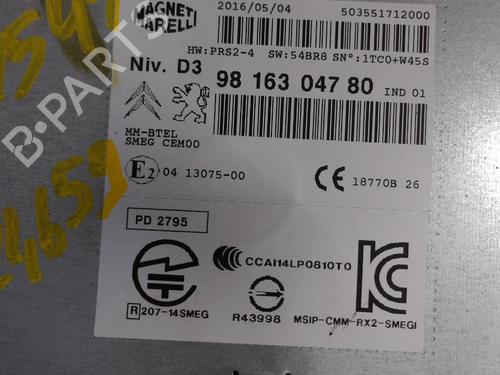 MAGNETI MARELLI
2016/05/04 503551712000
HW:PRS2-4 SW:54BR8 SN°:1TC0+W45S
Niv. D3 98 163 047 80 IND 01
MM-BTEL
SMEG CEM00
E2 04 13075-00
CE 18770B 26
PD 2795
CCAI14LP0810T0
R 207-14SMEG
R43998 MSIP-CMM-RX2-SMEGI
B-PARTS